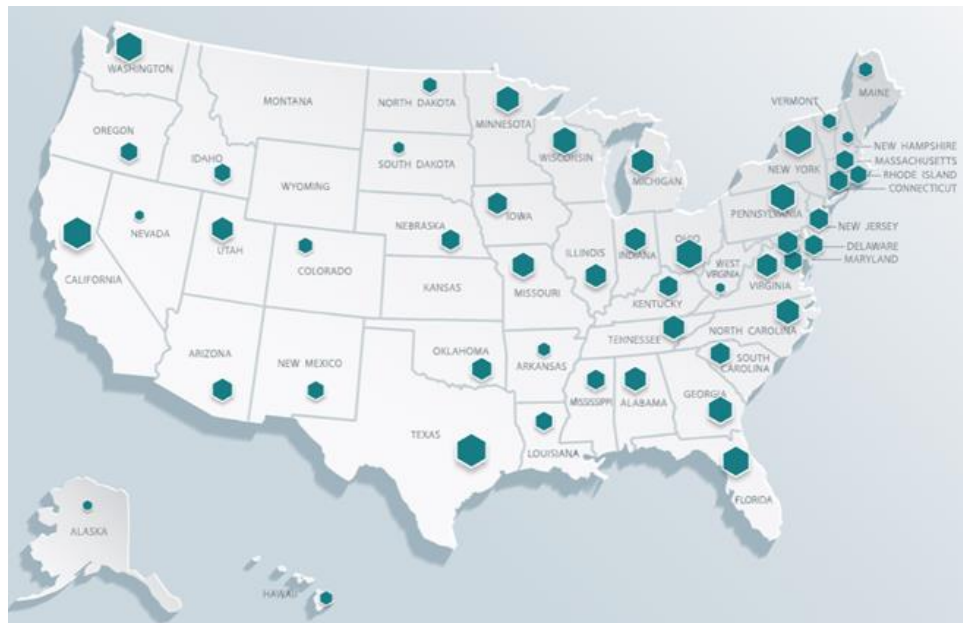 WASHINGTON
OREGON
IDAHO
MONTANA
WYOMING
NORTH DAKOTA
SOUTH DAKOTA
NEBRASKA
KANSAS
NEVADA
UTAH
COLORADO
CALIFORNIA
ARIZONA
NEW MEXICO
OKLAHOMA
TEXAS
MINNESOTA
IOWA
MISSOURI
ARKANSAS
LOUISIANA
WISCONSIN
ILLINOIS
MICHIGAN
INDIANA
OHIO
KENTUCKY
TENNESSEE
MISSISSIPPI
ALABAMA
GEORGIA
FLORIDA
SOUTH
CAROLINA
NORTH CAROLINA
VIRGINIA
WEST
VIRGINIA
PENNSYLVANIA
NEW YORK
VERMONT
MAINE
NEW HAMPSHIRE
MASSACHUSETTS
RHODE ISLAND
CONNECTICUT
NEW JERSEY
DELAWARE
MARYLAND
ALASKA
HAWAII